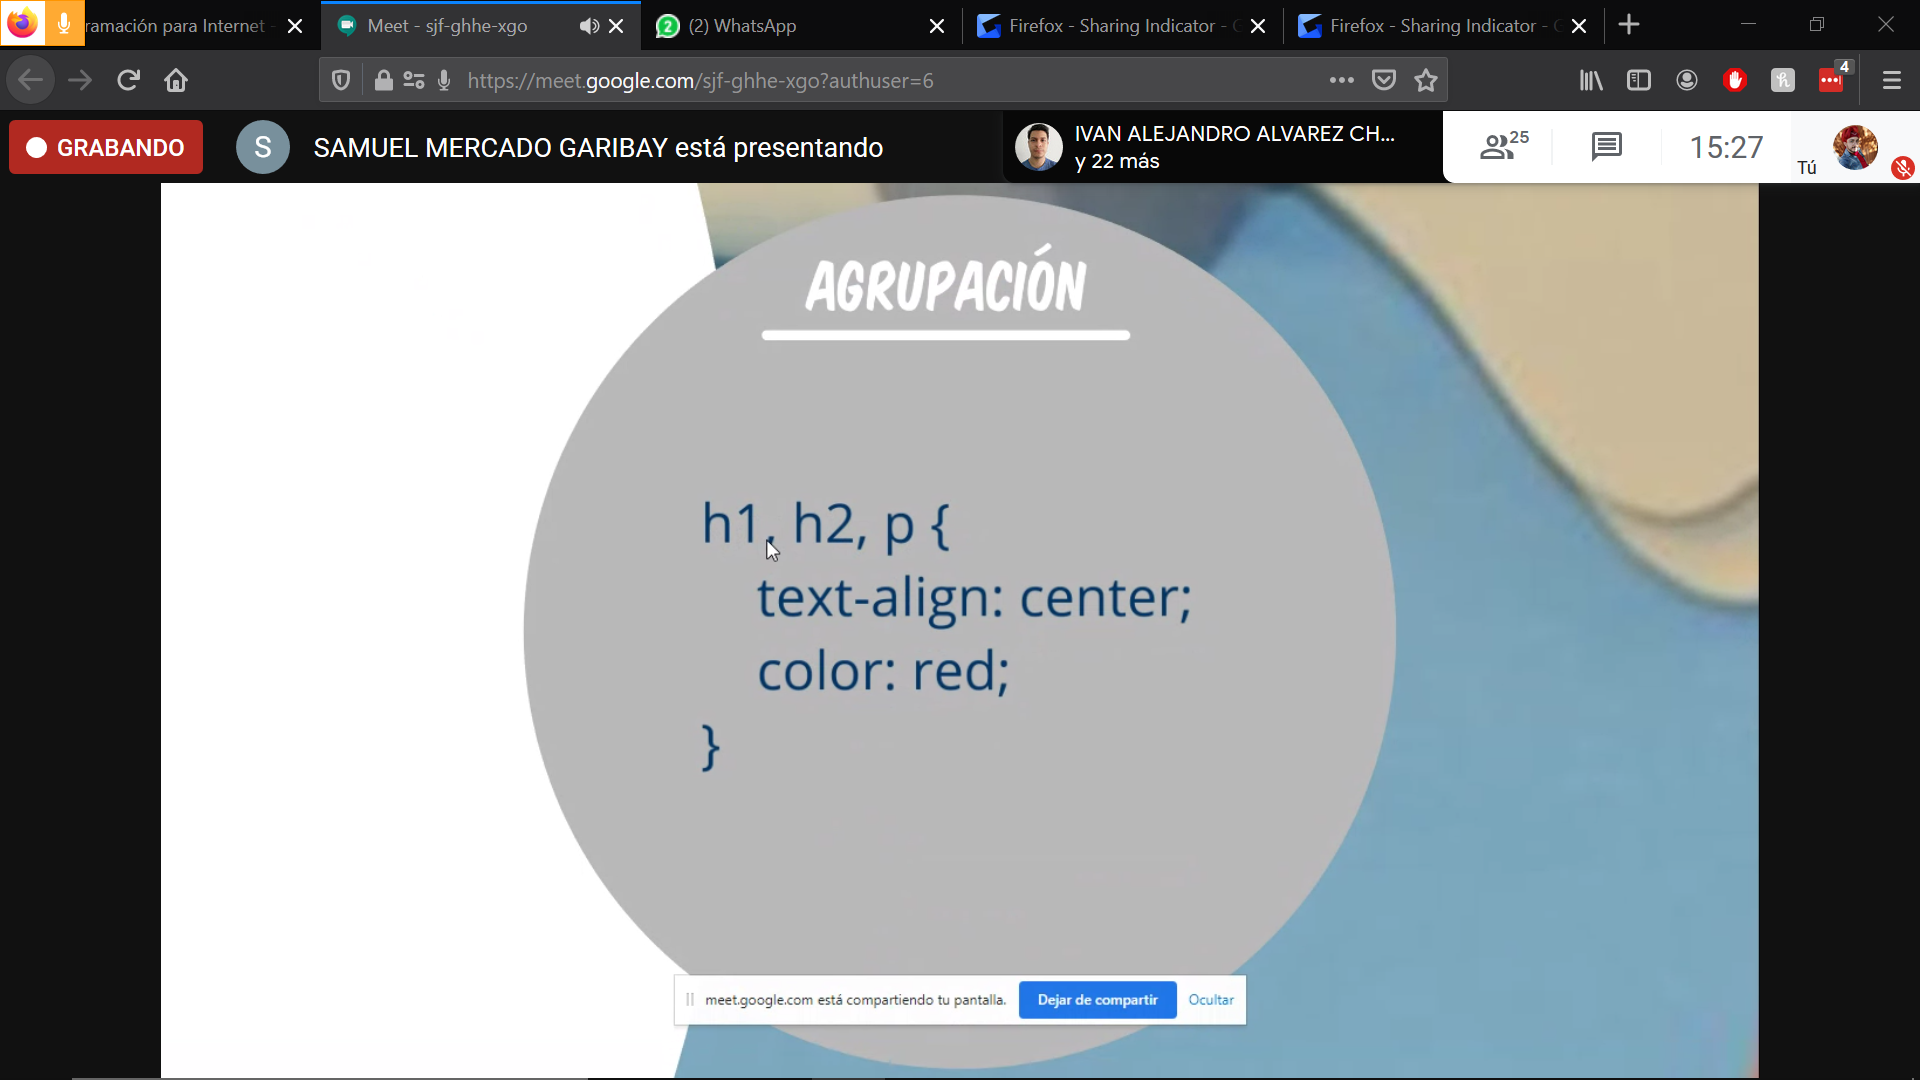 ramación para Internet -
Meet - sjf-ghhe-xgo
(2) WhatsApp
Firefox - Sharing Indicator -
Firefox - Sharing Indicator -
https://meet.google.com/sjf-ghhe-xgo?authuser=6
4
GRABANDO
S
SAMUEL MERCADO GARIBAY está presentando
IVAN ALEJANDRO ALVAREZ CH...
y 22 más
25
15:27
Tú
AGRUPACIÓN
h1, h2, p {
text-align: center;
color: red;
}
meet.google.com está compartiendo tu pantalla.
Dejar de compartir
Ocultar